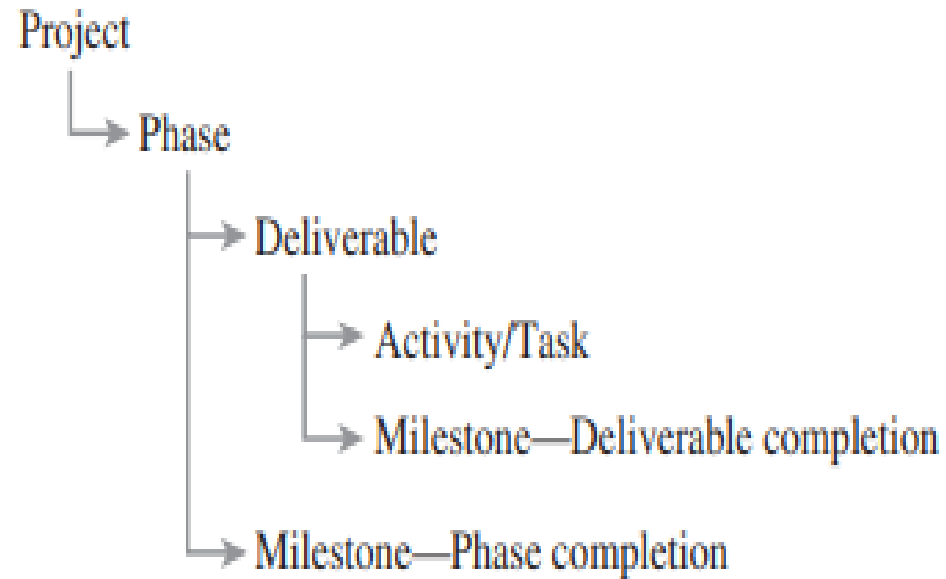 Project
Phase
Deliverable
Activity/Task
Milestone—Deliverable completion
Milestone—Phase completion